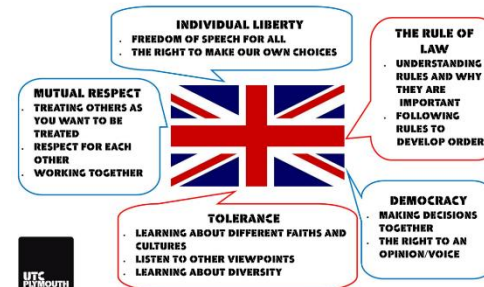 INDIVIDUAL LIBERTY
. FREEDOM OF SPEECH FOR ALL
. THE RIGHT TO MAKE OUR OWN CHOICES
THE RULE OF
LAW
. UNDERSTANDING
RULES AND WHY
THEY ARE
IMPORTANT
. FOLLOWING
RULES TO
DEVELOP ORDER
MUTUAL RESPECT
. TREATING OTHERS AS
YOU WANT TO BE
TREATED
. RESPECT FOR EACH
OTHER
. WORKING TOGETHER
DEMOCRACY
. MAKING DECISIONS
TOGETHER
. THE RIGHT TO AN
OPINION/VOICE
TOLERANCE
. LEARNING ABOUT DIFFERENT FAITHS AND
CULTURES
. LISTEN TO OTHER VIEWPOINTS
. LEARNING ABOUT DIVERSITY
UTC
PLYMOUTH